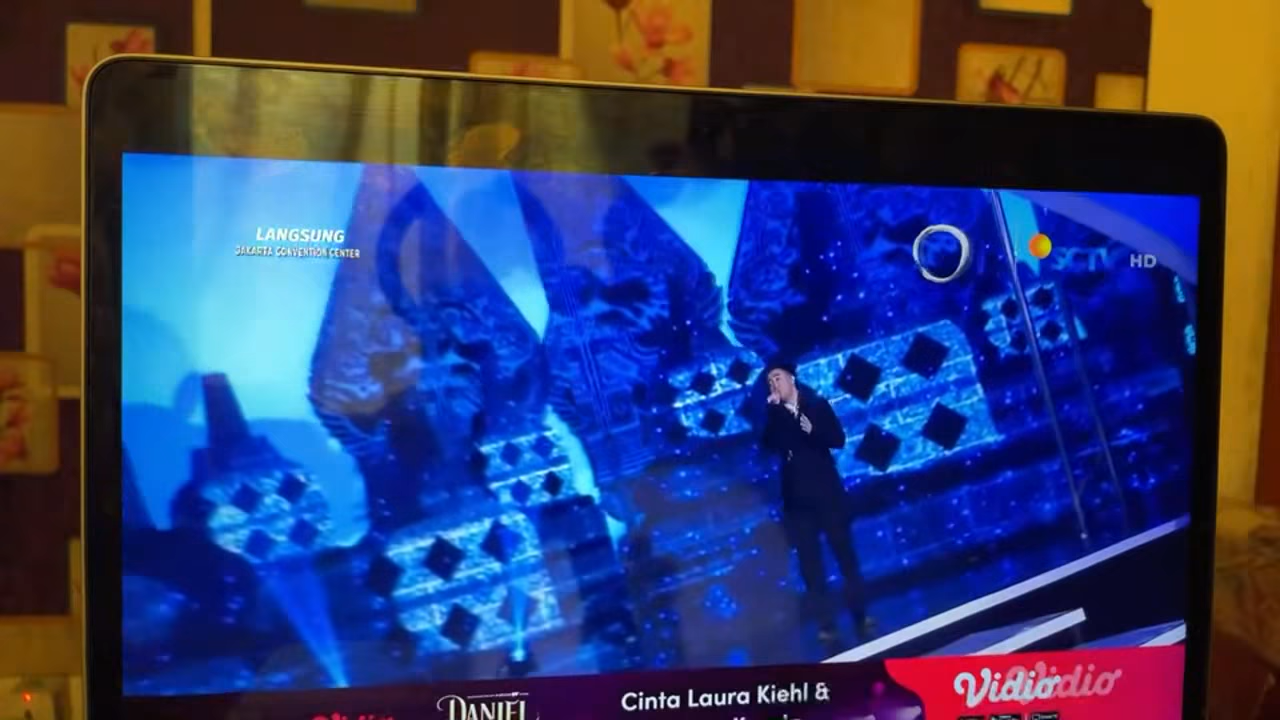 LANGSUNG
JAKARTA CONVENTION CENTER
SCTV HD
Cinta Laura Kiehl &
DANIEL
Vidio